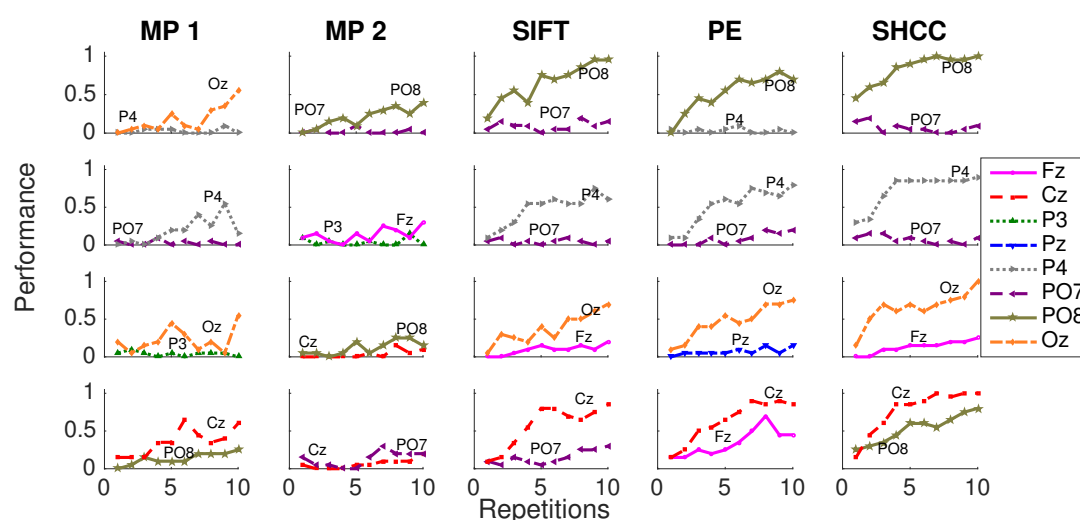 MP 1 MP 2 SIFT PE SHCC
1 0.5 0 P4 Oz PO7 PO8 PO8 PO7 PO8 P4 PO8 PO7
1 0.5 0 PO7 P4 P3 Fz P4 PO7 P4 PO7 P4 PO7
1 0.5 0 P3 Oz Cz PO8 Oz Fz Oz Pz Oz Fz
1 0.5 0 Cz PO8 Cz PO7 Cz PO7 Cz Fz Cz PO8
0 5 10 0 5 10 0 5 10 0 5 10 0 5 10
Repetitions
Performance
Fz
Cz
P3
Pz
P4
PO7
PO8
Oz